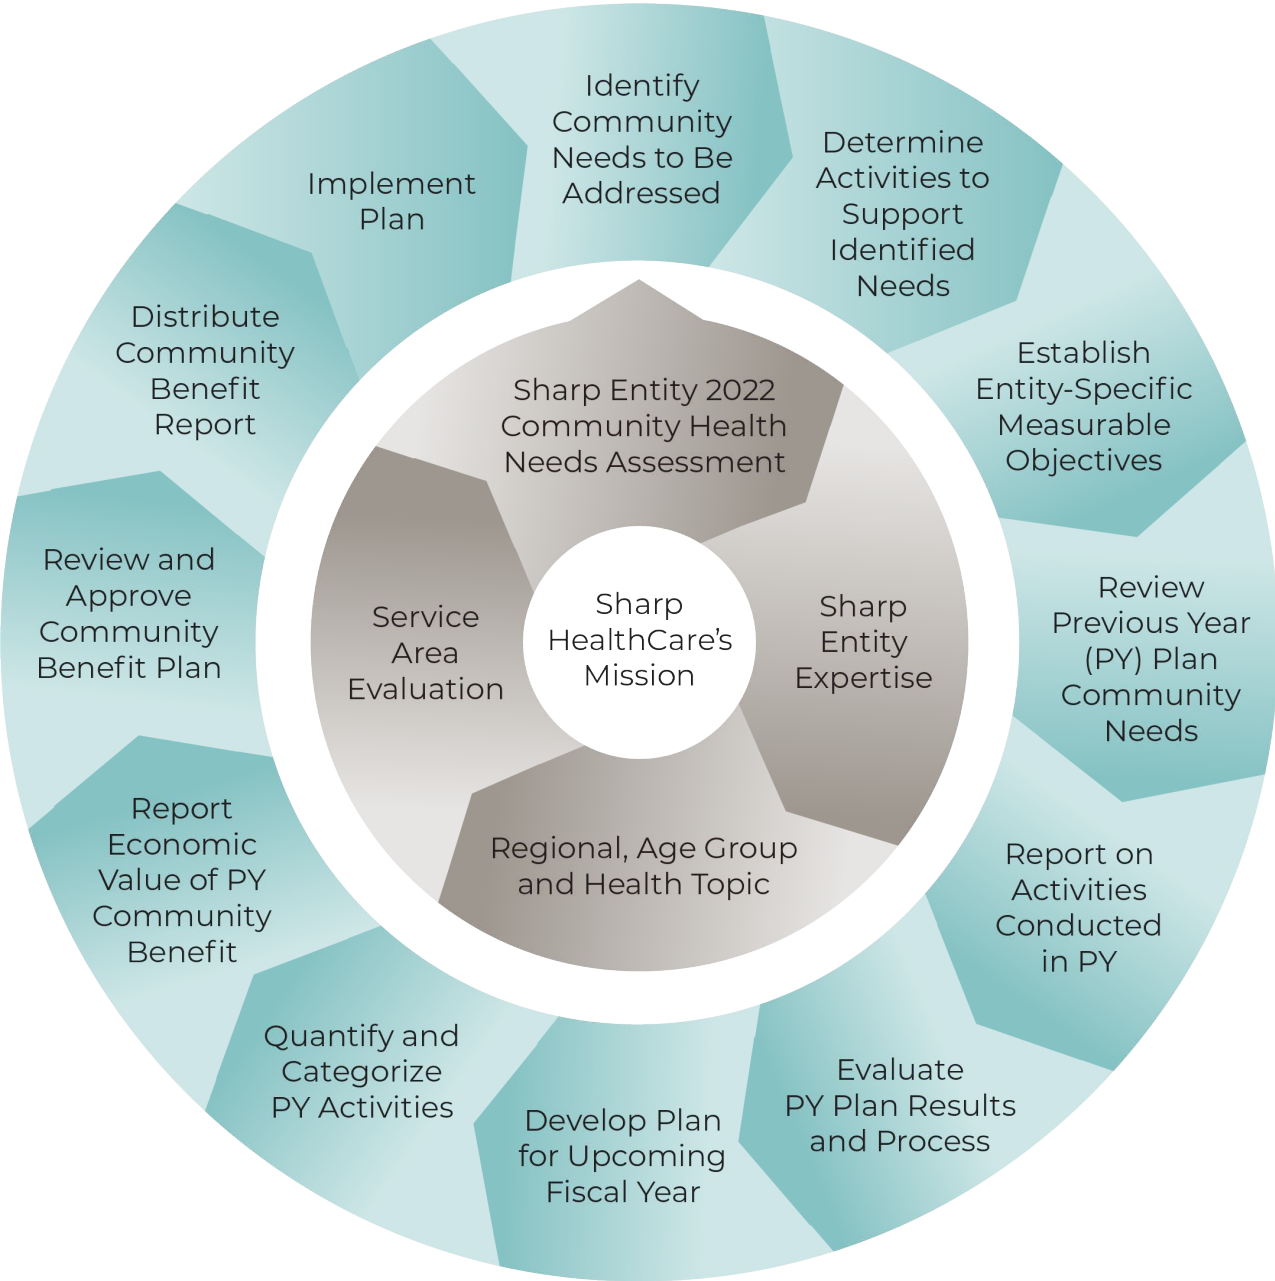 Identify
Community
Needs to Be
Addressed
Determine
Activities to
Support
Identified
Needs
Establish
Entity-Specific
Measurable
Objectives
Review
Previous Year
(PY) Plan
Community
Needs
Report on
Activities
Conducted
in PY
Evaluate
PY Plan Results
and Process
Develop Plan
for Upcoming
Fiscal Year
Quantify and
Categorize
PY Activities
Report
Economic
Value of PY
Community
Benefit
Review and
Approve
Community
Benefit Plan
Distribute
Community
Benefit
Report
Implement
Plan
Sharp Entity 2022
Community Health
Needs Assessment
Sharp
Entity
Expertise
Regional, Age Group
and Health Topic
Service
Area
Evaluation
Sharp
HealthCare’s
Mission